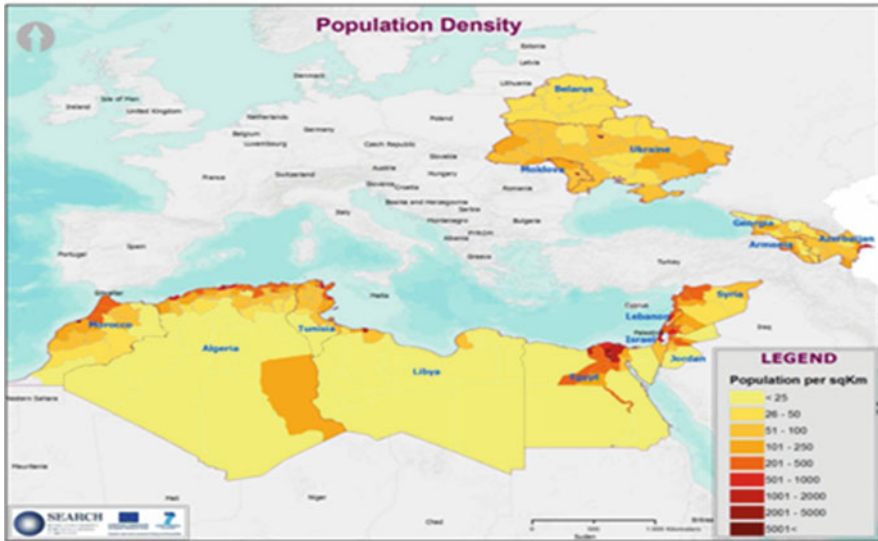 Population Density
Estonia
Latvia
Denmark
Lithuania
Isle of Man
Ireland
United Kingdom
Belarus
Netherlands
Poland
Belgium
Germany
Luxembourg
Czech Republic
Ukraine
Slovakia
France
Switzerland
Austria
Moldova
Hungary
Slovenia
Croatia
Romania
Bosnia and Herzegovina
Serbia
Italy
Montenegro
Bulgaria
Georgia
Albania
Armenia
Azerbaijan
Portugal
Spain
Greece
Turkey
Gibraltar
Malta
Cyprus
Syria
Morocco
Tunisia
Lebanon
Palestine
Iraq
Algeria
Israel
Libya
Jordan
Egypt
LEGEND
Population per sqKm
< 25
26 - 50
51 - 100
101 - 250
201 - 500
501 - 1000
1001 - 2000
2001 - 5000
5001<
Western Sahara
Mauritania
Mali
Niger
Chad
Sudan
SEARCH